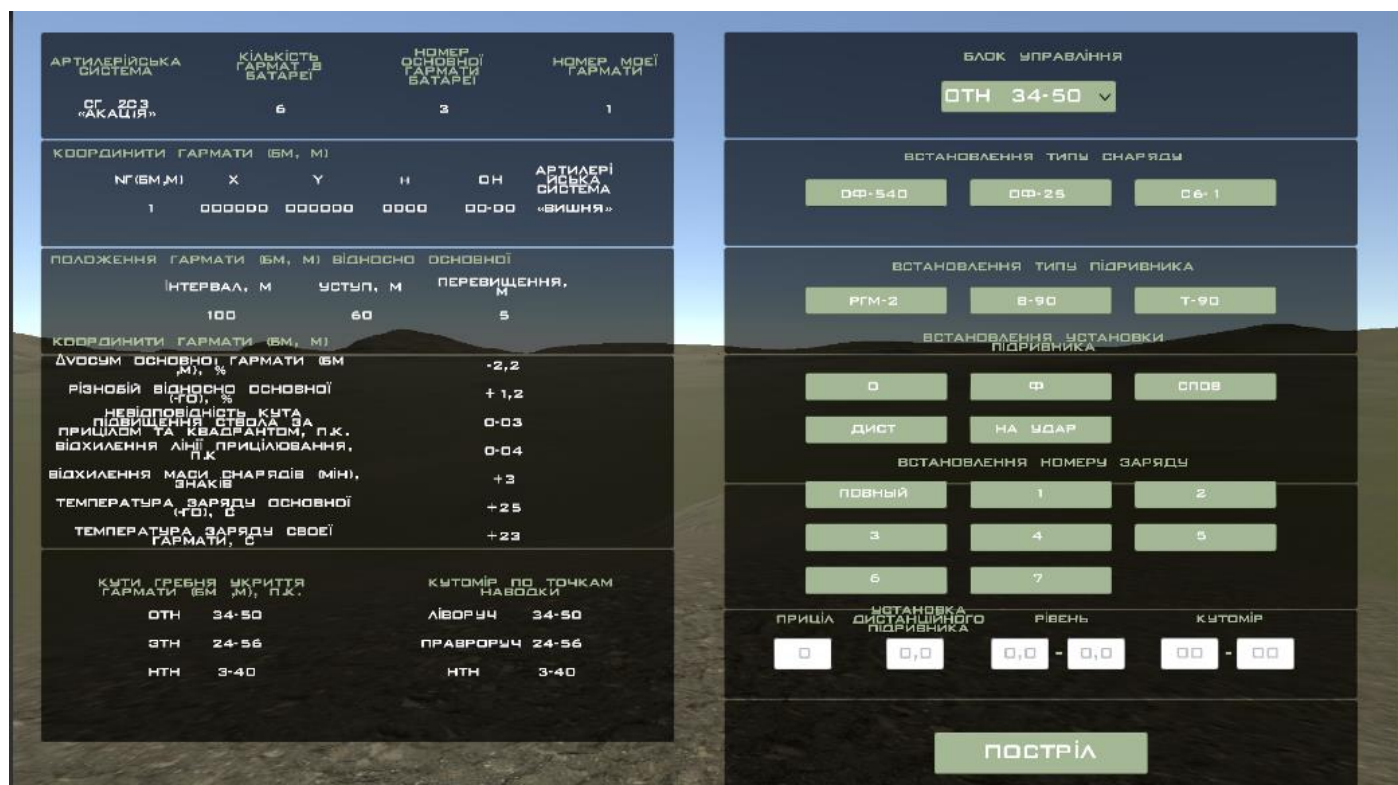 АРТИЛЕРІЙСЬКА СИСТЕМА
КІЛЬКІСТЬ ГАРМАТ В БАТАРЕЇ
НОМЕР ОСНОВНОЇ ГАРМАТИ БАТАРЕЇ
НОМЕР МОЄЇ ГАРМАТИ
СГ 2С3 «АКАЦІЯ» 6 3 1
КООРДИНИТИ ГАРМАТИ (БМ, М)
№Г(БМ,М) X Y H ОН АРТИЛЕРІЙСЬКА СИСТЕМА
1 000000 000000 0000 00-00 «ВИШНЯ»
ПОЛОЖЕННЯ ГАРМАТИ (БМ, М) ВІДНОСНО ОСНОВНОЇ
ІНТЕРВАЛ, М УСТУП, М ПЕРЕВИЩЕННЯ, М
100 60 5
КООРДИНИТИ ГАРМАТИ (БМ, М)
ΔVОСУМ ОСНОВНОЇ ГАРМАТИ (БМ ,М), % -2,2
РІЗНОБІЙ ВІДНОСНО ОСНОВНОЇ (-ГО), % + 1,2
НЕВІДПОВІДНІСТЬ КУТА ПІДВИЩЕННЯ СТВОЛА ЗА ПРИЦІЛОМ ТА КВАДРАНТОМ, П.К. 0-03
ВІДХИЛЕННЯ ЛІНІЇ ПРИЦІЛЮВАННЯ, П.К 0-04
ВІДХИЛЕННЯ МАСИ СНАРЯДІВ (МІН), ЗНАКІВ +3
ТЕМПЕРАТУРА ЗАРЯДУ ОСНОВНОЇ (-ГО), С +25
ТЕМПЕРАТУРА ЗАРЯДУ СВОЕЇ ГАРМАТИ, С +23
КУТИ ГРЕБНЯ УКРИТТЯ ГАРМАТИ (БМ ,М), П.К.
ОТН 34-50
ЗТН 24-56
НТН 3-40
КУТОМІР ПО ТОЧКАМ НАВОДКИ
ЛІВОРУЧ 34-50
ПРАВРОРУЧ 24-56
НТН 3-40
БЛОК УПРАВЛІННЯ
ОТН 34-50
ВСТАНОВЛЕННЯ ТИПУ СНАРЯДУ
ОФ-540 ОФ-25 С6-1
ВСТАНОВЛЕННЯ ТИПУ ПІДРИВНИКА
РГМ-2 В-90 Т-90
ВСТАНОВЛЕННЯ УСТАНОВКИ ПІДРИВНИКА
О Ф СПОВ
ДИСТ НА УДАР
ВСТАНОВЛЕННЯ НОМЕРУ ЗАРЯДУ
ПОВНЫЙ 1 2
3 4 5
6 7
ПРИЦІЛ
УСТАНОВКА ДИСТАНЦІЙНОГО ПІДРИВНИКА
РІВЕНЬ
КУТОМІР
0 0,0 0,0 - 0,0 00 - 00
ПОСТРІЛ